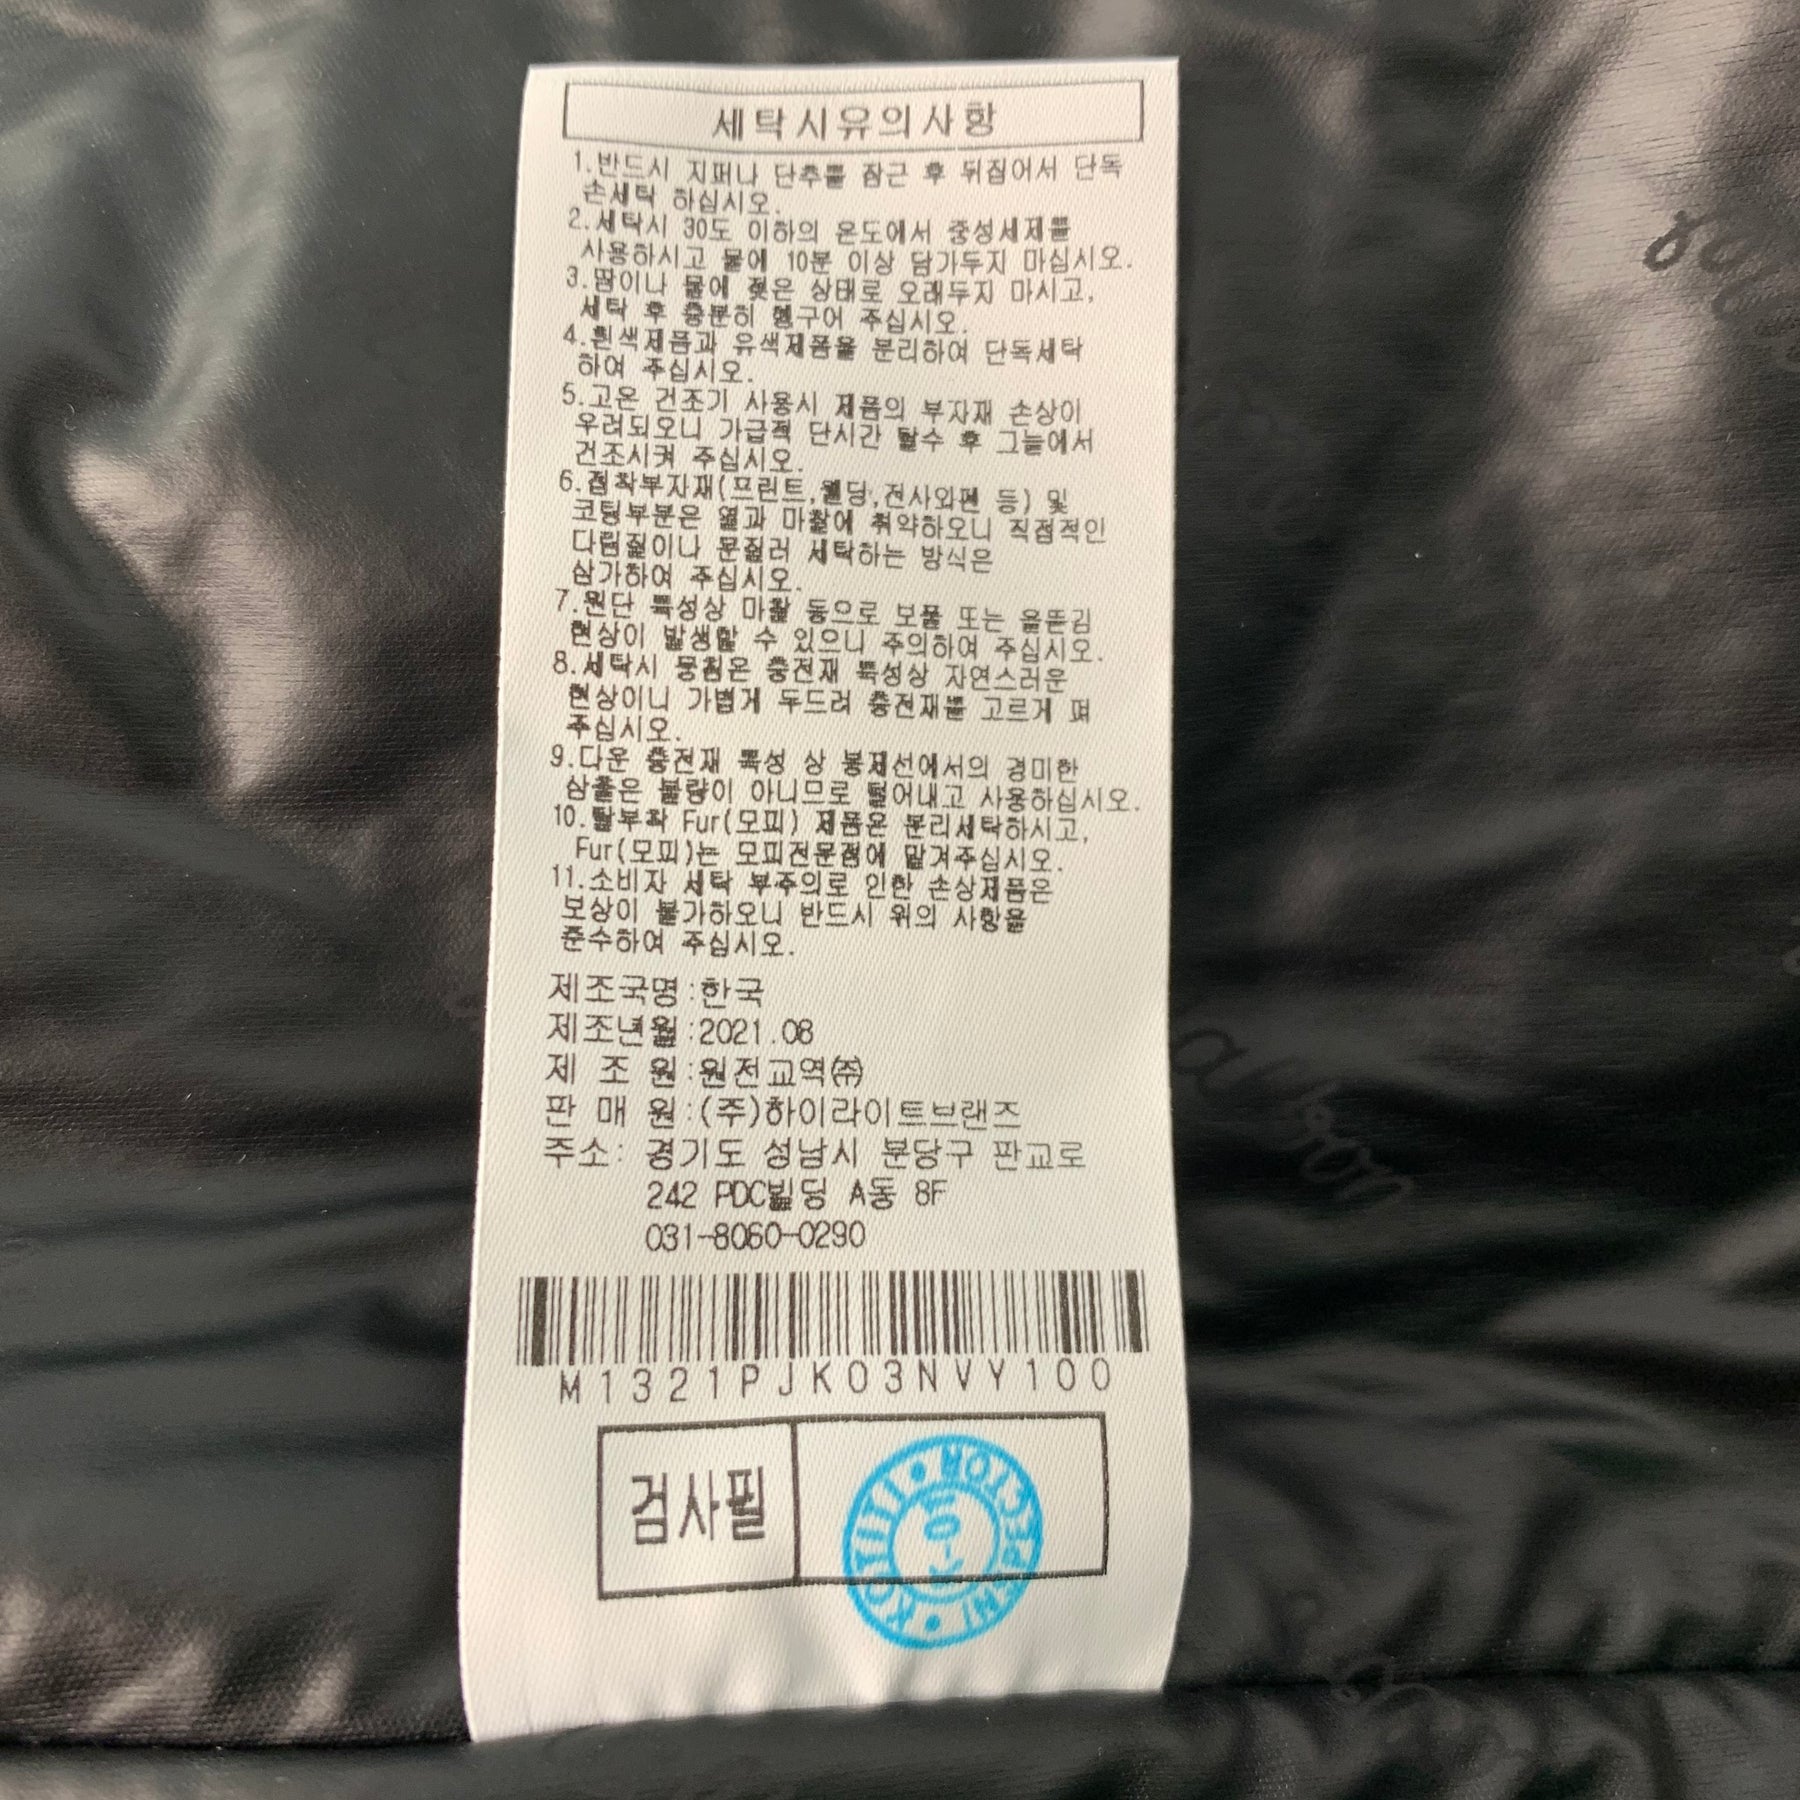 세탁시유의사항
1.반드시 지퍼나 단추를 잠근 후 뒤집어서 단독
손세탁 하십시오.
2.세탁시 30도 이하의 온도에서 중성세제를
사용하시고 물에 10분 이상 담가두지 마십시오.
3.땀이나 물에 젖은 상태로 오래두지 마시고,
세탁 후 충분히 헹구어 주십시오.
4.흰색제품과 유색제품을 분리하여 단독세탁
하여 주십시오.
5.고온 건조기 사용시 제품의 부자재 손상이
우려되오니 가급적 단시간 탈수 후 그늘에서
건조시켜 주십시오.
6.접착부자재(프린트,웰딩,전사와펜 등) 및
코팅부분은 열과 마찰에 취약하오니 직접적인
다림질이나 문질러 세탁하는 방식은
삼가하여 주십시오.
7.원단 특성상 마찰 등으로 보풀 또는 올뜯김
현상이 발생할 수 있으니 주의하여 주십시오.
8.세탁시 뭉침은 충전재 특성상 자연스러운
현상이니 가볍게 두드려 충전재를 고르게 펴
주십시오.
9.다운 충전재 특성 상 봉제선에서의 경미한
삼출은 불량이 아니므로 털어내고 사용하십시오.
10.탈부착 Fur(모피) 제품은 분리세탁하시고,
Fur(모피)는 모피전문점에 맡겨주십시오.
11.소비자 세탁 부주의로 인한 손상제품은
보상이 불가하오니 반드시 위의 사항을
준수하여 주십시오.
제조국명:한국
제조년월:2021.08
제 조 원:원전교역㈜
판 매 원:(주)하이라이트브랜즈
주소: 경기도 성남시 분당구 판교로
242 PDC빌딩 A동 8F
031-8060-0290
M1321PJK03NVY100
검사필
KOTITI • INSPECTOR •